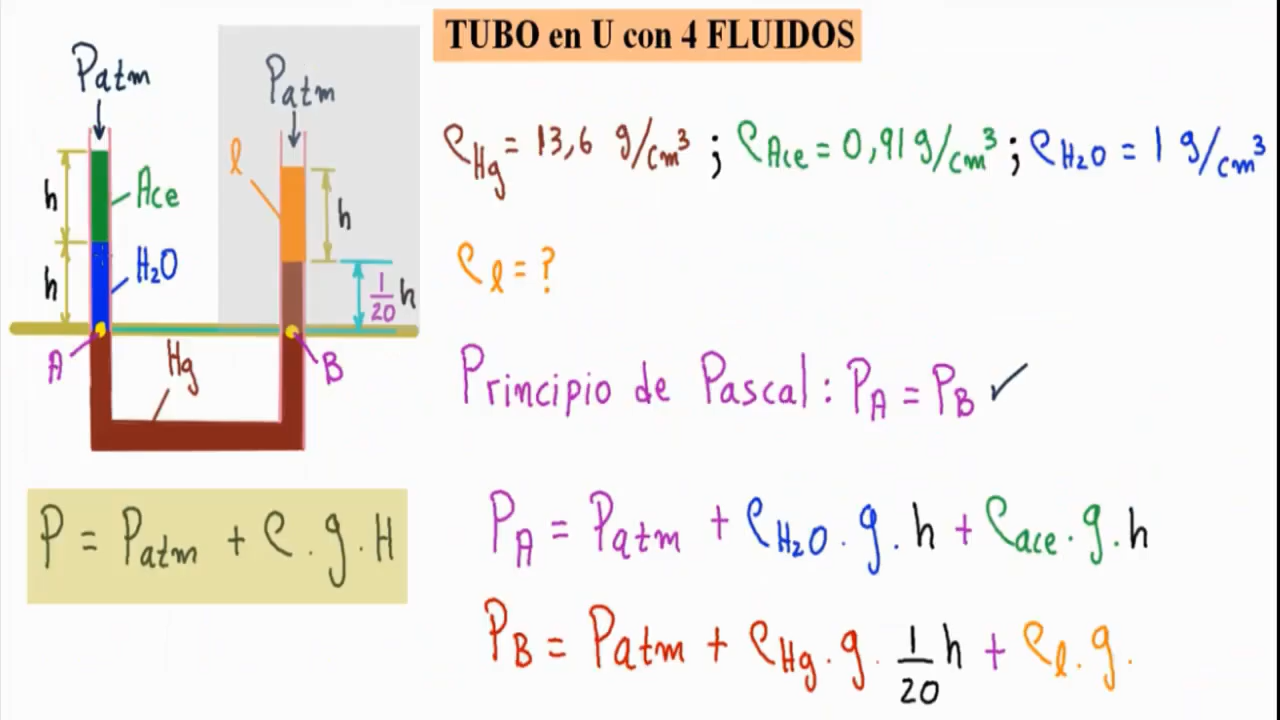 TUBO en U con 4 FLUIDOS
Patm
Patm
h
Ace
h
H₂O
l
h
1/20 h
A
B
Hg
ρHg = 13,6 g/cm³ ; ρAce = 0,91 g/cm³ ; ρH₂O = 1 g/cm³
ρl = ?
Principio de Pascal : PA = PB ✓
P = Patm + ρ . g . H
PA = Patm + ρH₂O . g . h + ρace . g . h
PB = Patm + ρHg . g . 1/20 h + ρl . g .